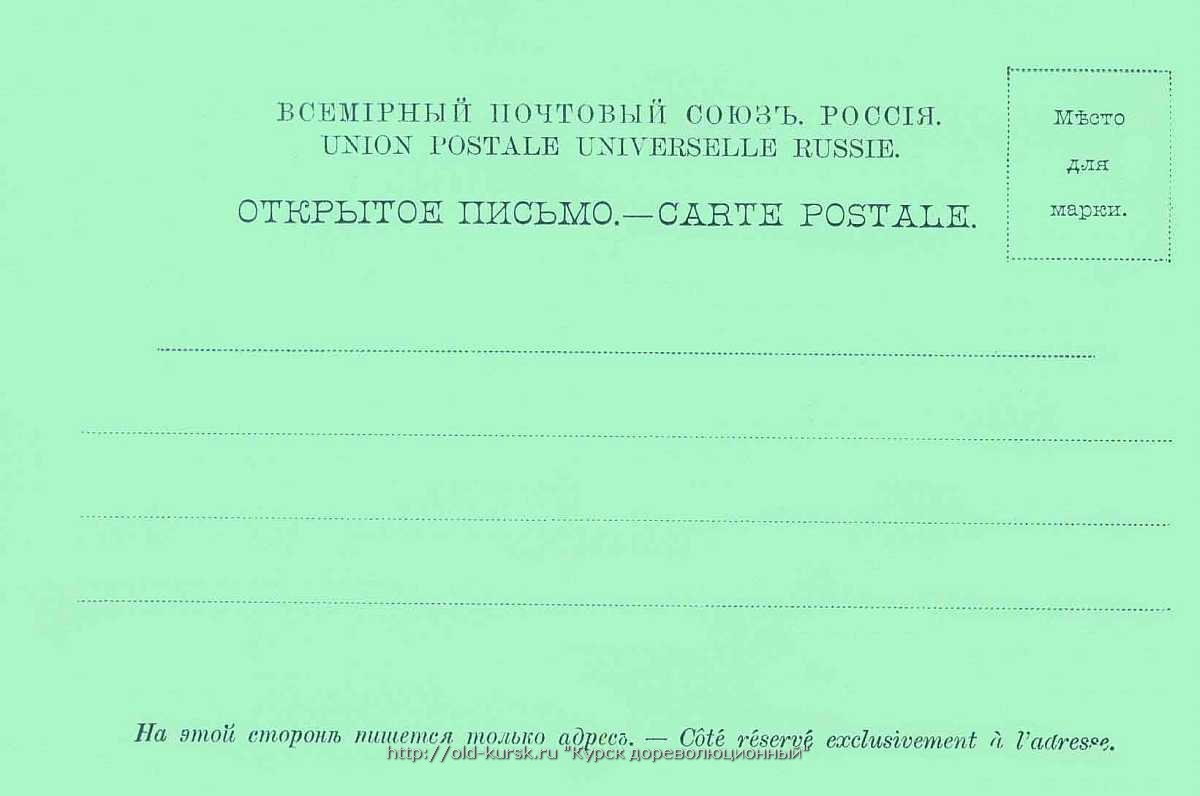 ВСЕМІРНЫЙ ПОЧТОВЫЙ СОЮЗЪ. РОССІЯ.
UNION POSTALE UNIVERSELLE RUSSIE.
ОТКРЫТОЕ ПИСЬМО.—CARTE POSTALE.
Мѣсто
для
марки.
На этой сторонѣ пишется только адресъ. — Côté réservé exclusivement à l'adresse.
http://old-kursk.ru "Курск дореволюционный"